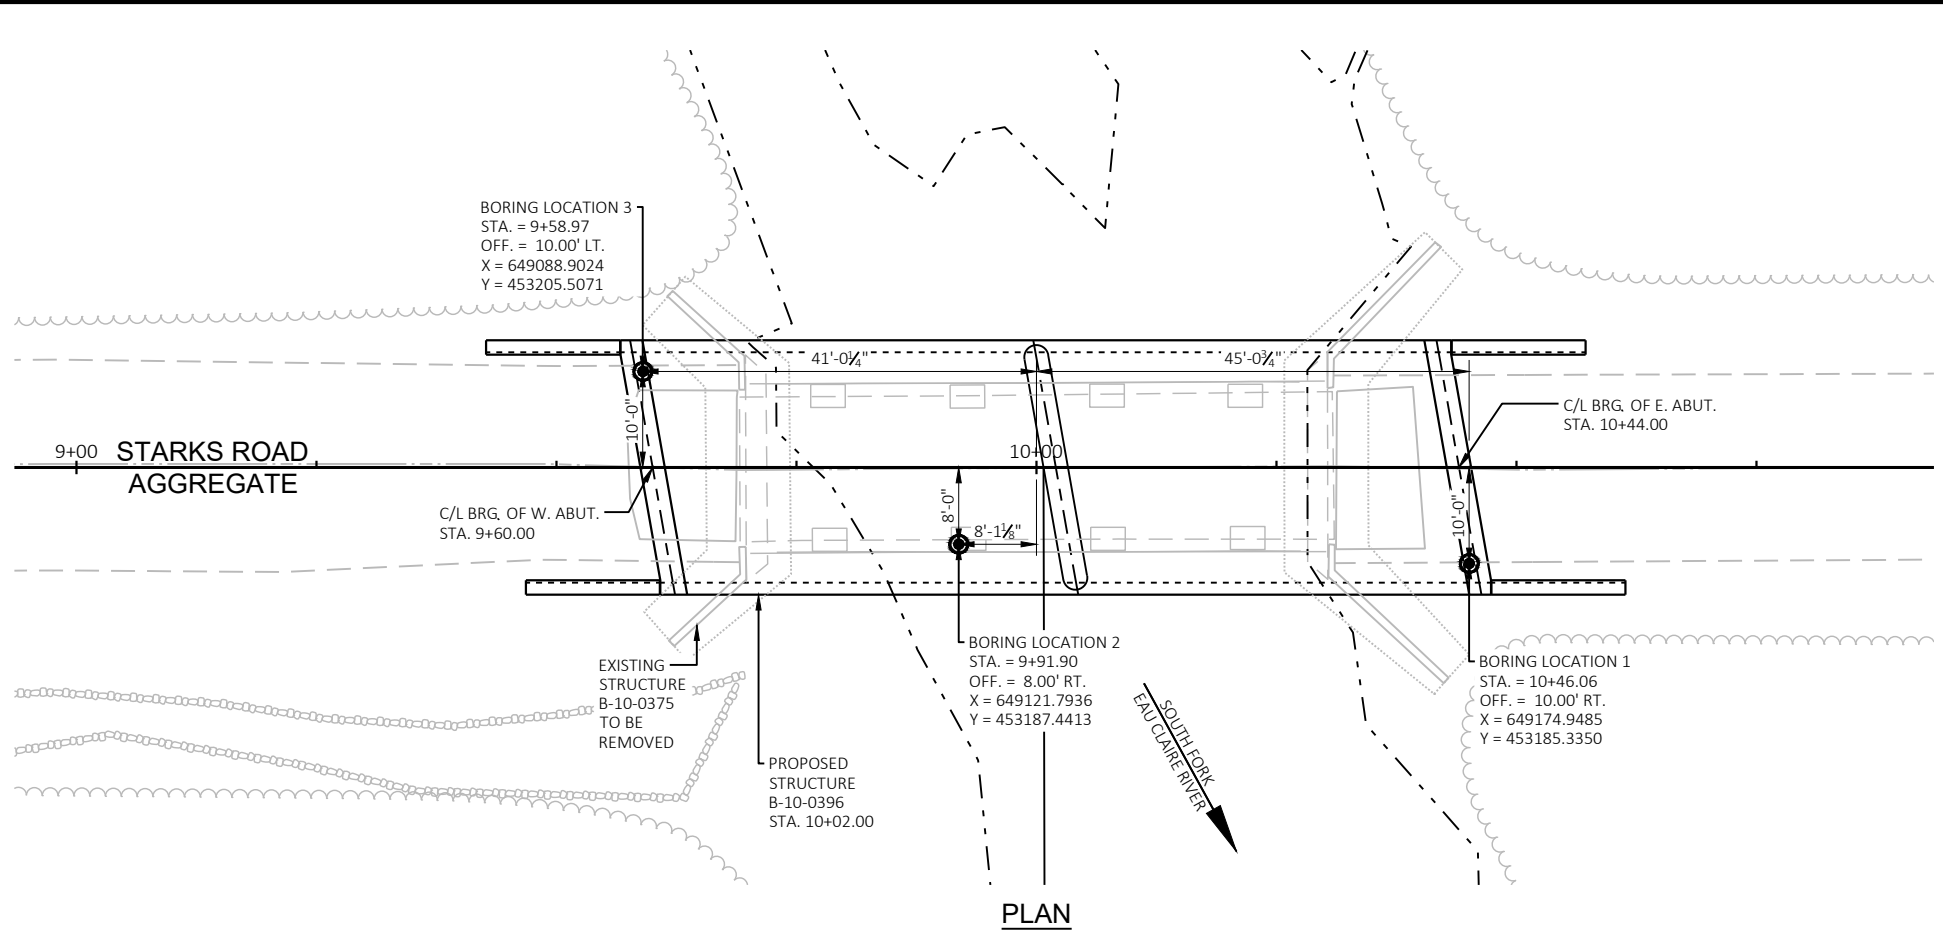 BORING LOCATION 3
STA. = 9+58.97
OFF. = 10.00' LT.
X = 649088.9024
Y = 453205.5071
41'-0¼"
45'-0¾"
10'-0"
C/L BRG. OF E. ABUT.
STA. 10+44.00
9+00
STARKS ROAD
AGGREGATE
10+00
C/L BRG. OF W. ABUT.
STA. 9+60.00
8'-0"
8'-1⅛"
10'-0"
BORING LOCATION 2
STA. = 9+91.90
OFF. = 8.00' RT.
X = 649121.7936
Y = 453187.4413
BORING LOCATION 1
STA. = 10+46.06
OFF. = 10.00' RT.
X = 649174.9485
Y = 453185.3350
EXISTING
STRUCTURE
B-10-0375
TO BE
REMOVED
PROPOSED
STRUCTURE
B-10-0396
STA. 10+02.00
SOUTH FORK
EAU CLAIRE RIVER
PLAN